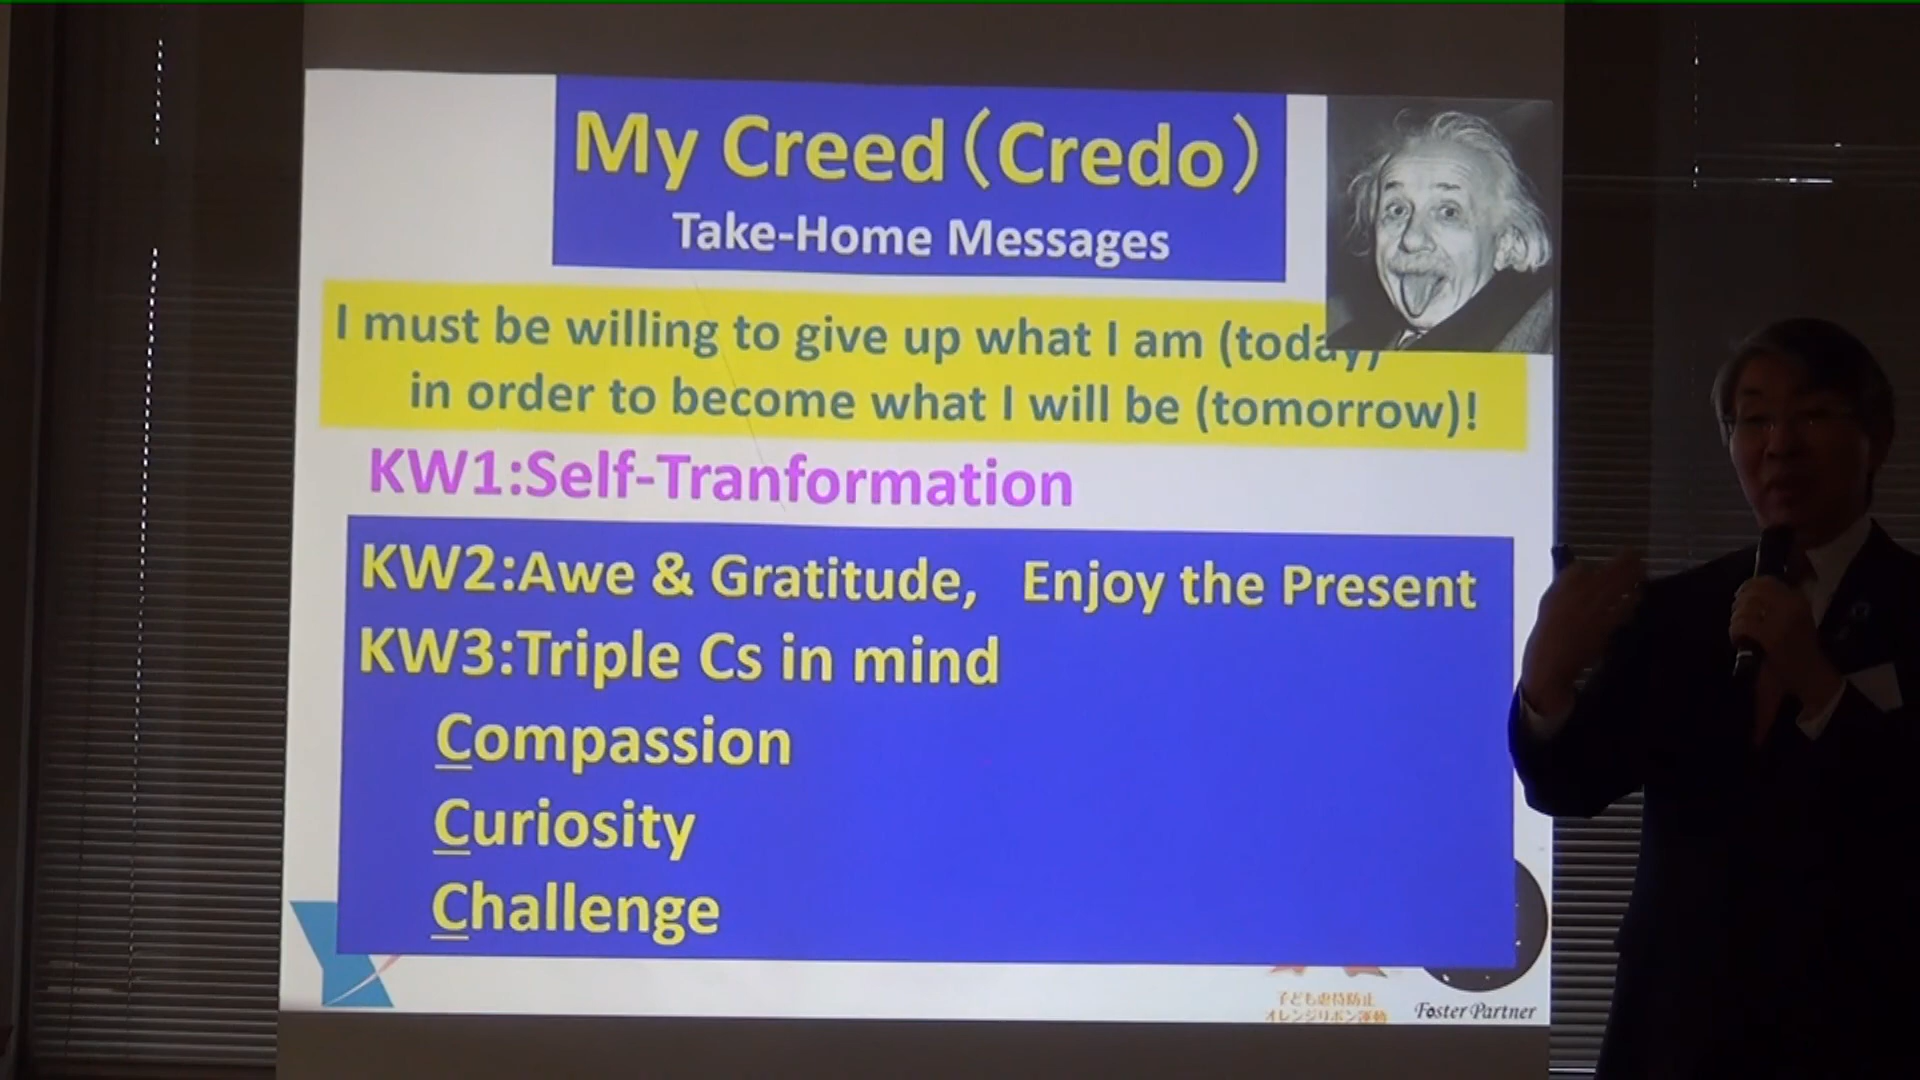 My Creed（Credo）
Take-Home Messages
I must be willing to give up what I am (today)
in order to become what I will be (tomorrow)!
KW1:Self-Tranformation
KW2:Awe & Gratitude, Enjoy the Present
KW3:Triple Cs in mind
Compassion
Curiosity
Challenge
子ども虐待防止
オレンジリボン運動
Foster Partner